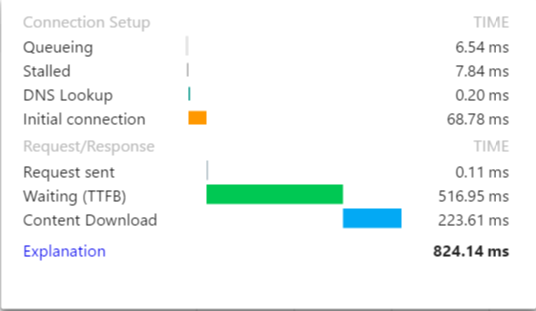 Connection Setup TIME
Queueing 6.54 ms
Stalled 7.84 ms
DNS Lookup 0.20 ms
Initial connection 68.78 ms
Request/Response TIME
Request sent 0.11 ms
Waiting (TTFB) 516.95 ms
Content Download 223.61 ms
Explanation 824.14 ms